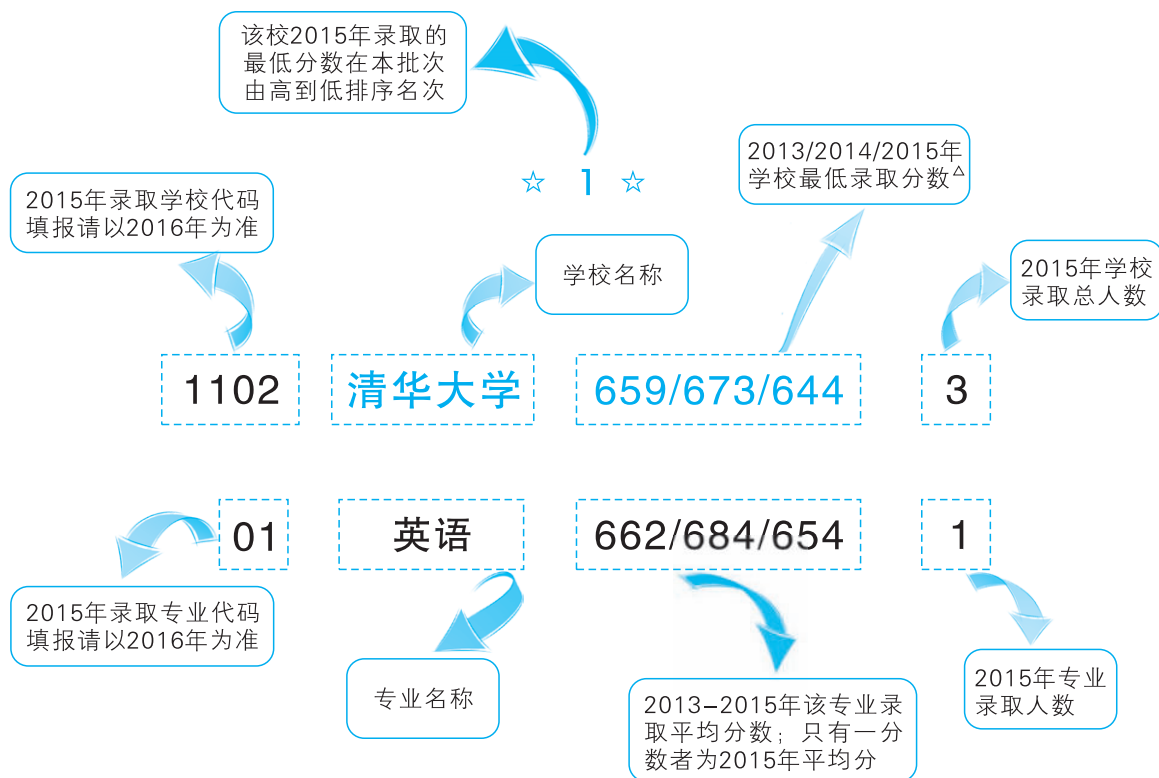 该校2015年录取的
最低分数在本批次
由高到低排序名次
☆ 1 ☆
2013/2014/2015年
学校最低录取分数△
2015年录取学校代码
填报请以2016年为准
学校名称
2015年学校
录取总人数
1102 清华大学 659/673/644 3
01 英语 662/684/654 1
2015年录取专业代码
填报请以2016年为准
专业名称
2013–2015年该专业录
取平均分数；只有一分
数者为2015年平均分
2015年专业
录取人数